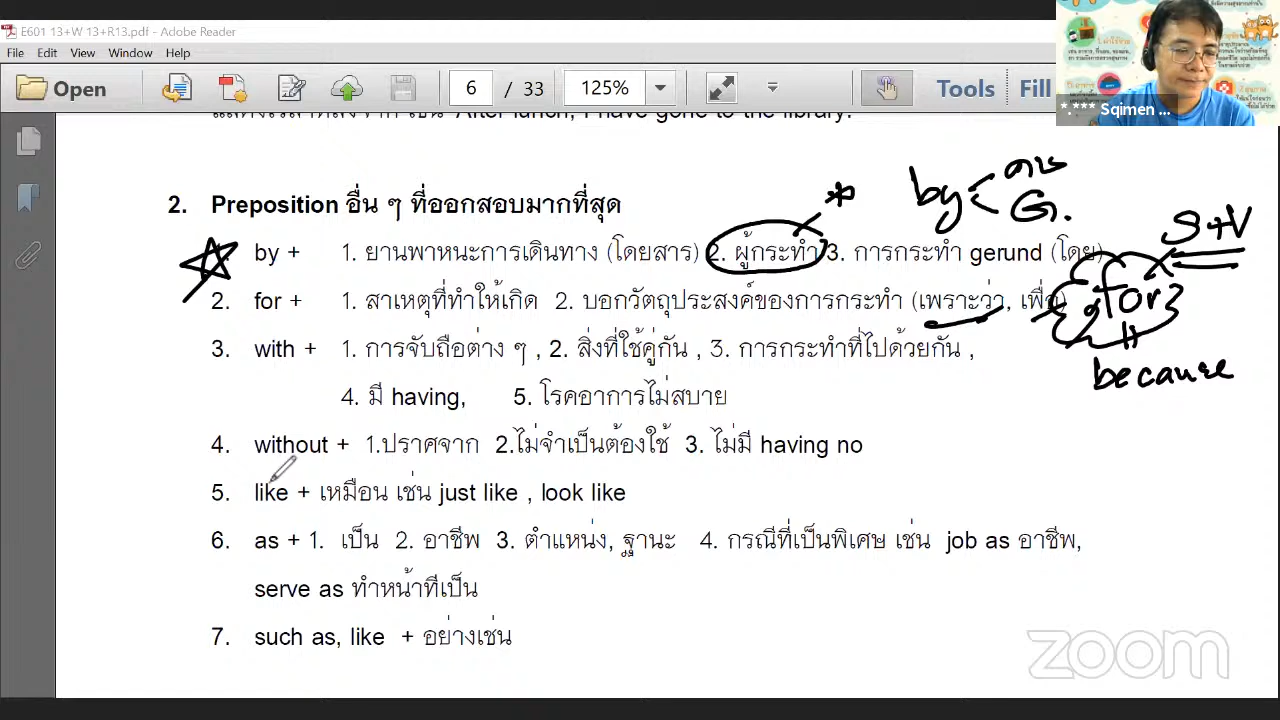 E601 13+W 13+R13.pdf - Adobe Reader
File Edit View Window Help
Open 6 / 33 125% Tools Fill
* *** Sqimen ...
After lunch, I have gone to the library.
2. Preposition อื่น ๆ ที่ออกสอบมากที่สุด
by คน
G.
*
S+V
by + 1. ยานพาหนะการเดินทาง (โดยสาร) 2. ผู้กระทำ 3. การกระทำ gerund (โดย)
2. for + 1. สาเหตุที่ทำให้เกิด 2. บอกวัตถุประสงค์ของการกระทำ (เพราะว่า, เพื่อ)
for
=
because
3. with + 1. การจับถือต่าง ๆ , 2. สิ่งที่ใช้คู่กัน , 3. การกระทำที่ไปด้วยกัน ,
4. มี having, 5. โรคอาการไม่สบาย
4. without + 1.ปราศจาก 2.ไม่จำเป็นต้องใช้ 3. ไม่มี having no
5. like + เหมือน เช่น just like , look like
6. as + 1. เป็น 2. อาชีพ 3. ตำแหน่ง, ฐานะ 4. กรณีที่เป็นพิเศษ เช่น job as อาชีพ,
serve as ทำหน้าที่เป็น
7. such as, like + อย่างเช่น
zoom